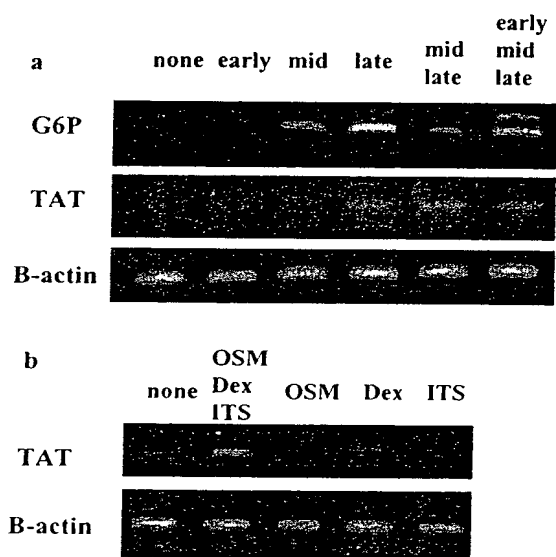 a
none early mid late mid late early mid late
G6P
TAT
B-actin
b
none OSM Dex ITS OSM Dex ITS
TAT
B-actin